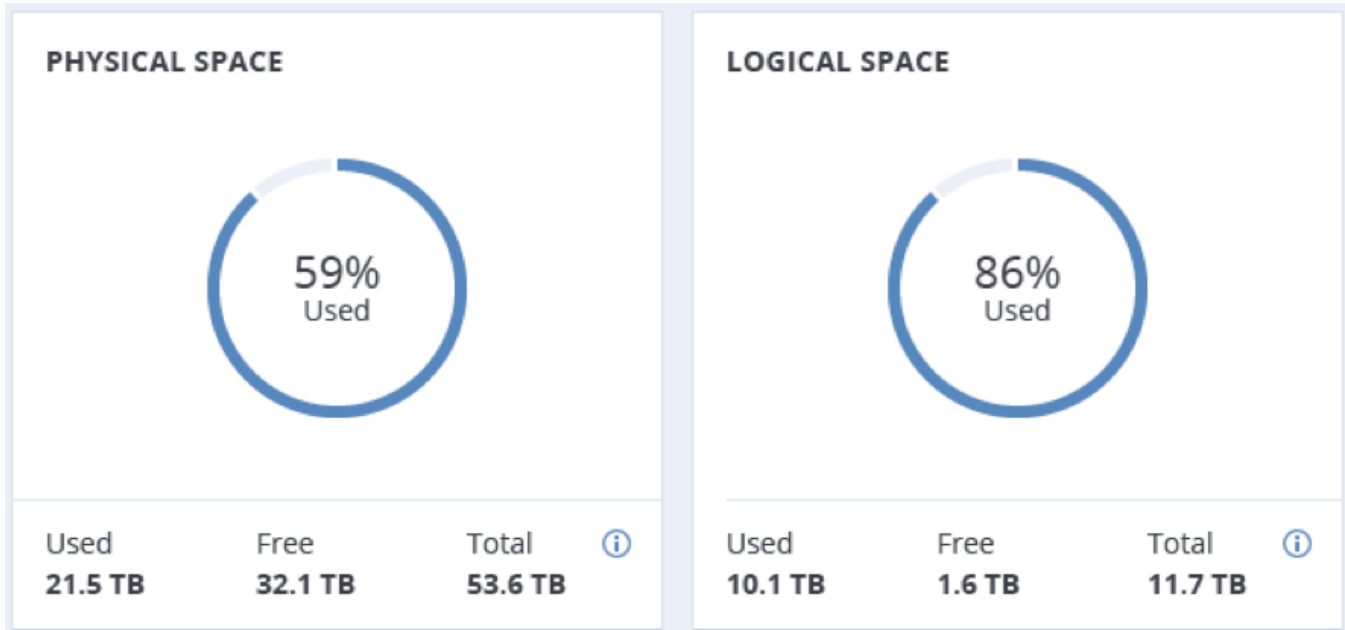 PHYSICAL SPACE
59%
Used
Used Free Total
21.5 TB 32.1 TB 53.6 TB
LOGICAL SPACE
86%
Used
Used Free Total
10.1 TB 1.6 TB 11.7 TB